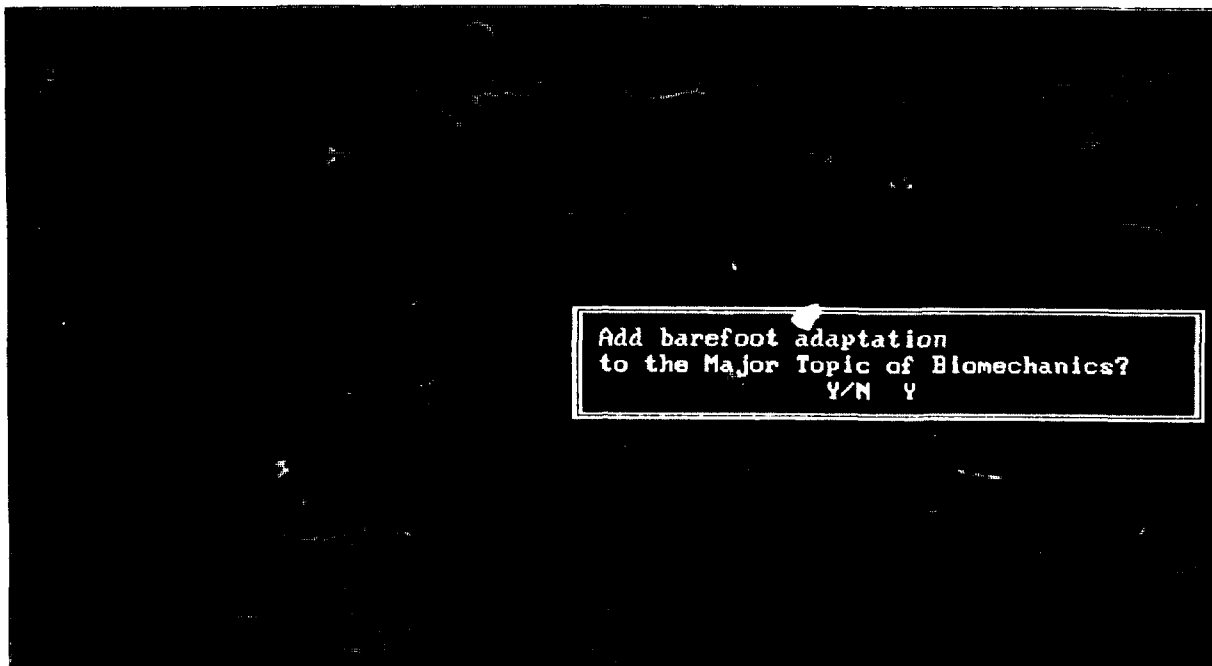 Add barefoot adaptation
to the Major Topic of Biomechanics?
Y/N Y